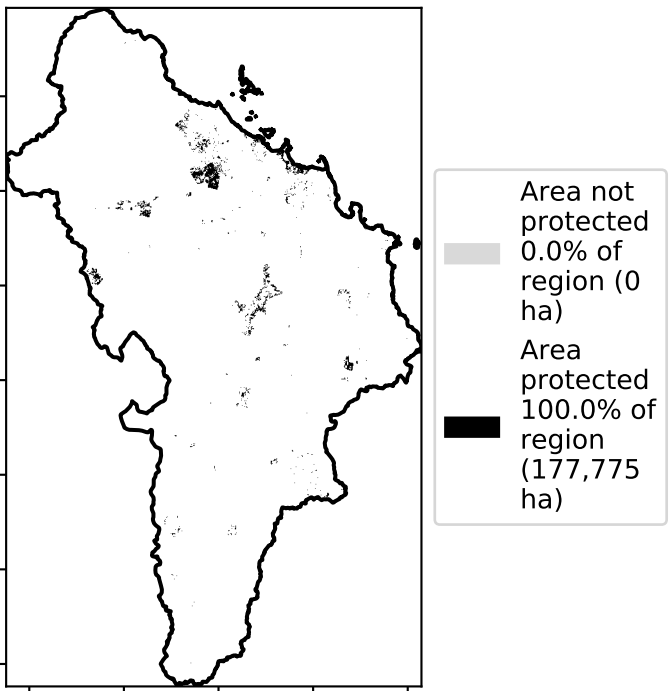 Area not
protected
0.0% of
region (0
ha)
Area
protected
100.0% of
region
(177,775
ha)